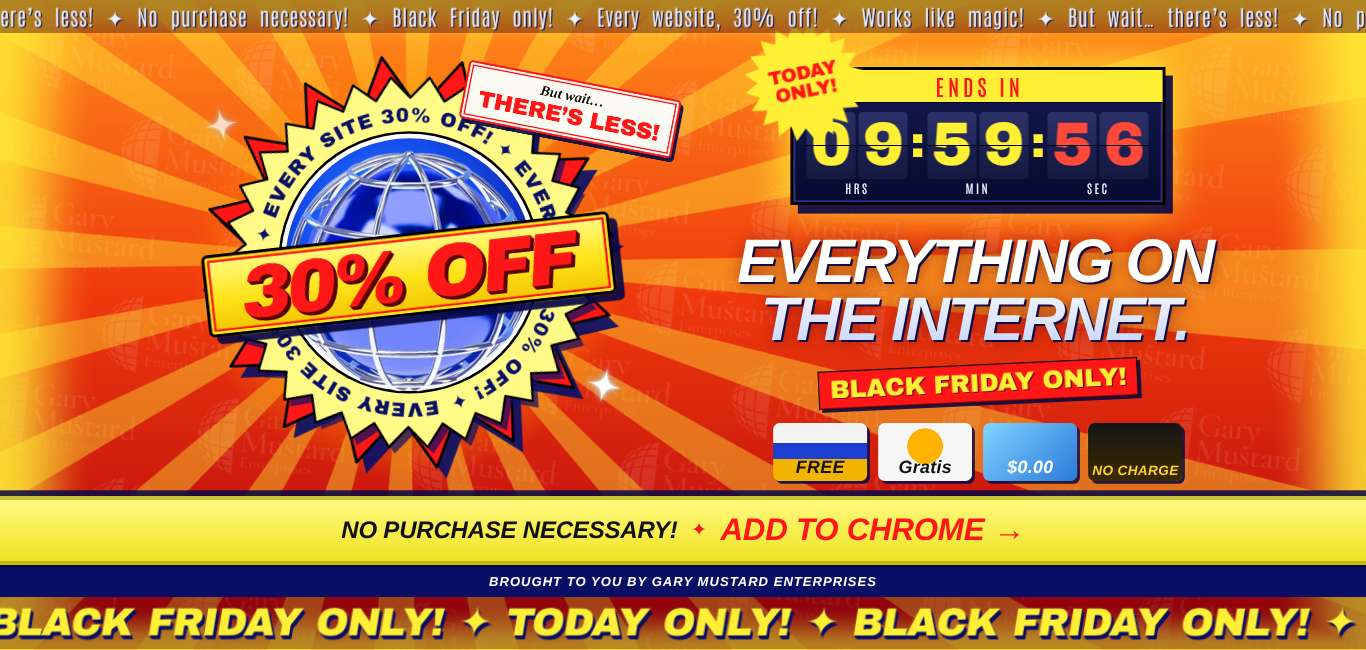 ere's less! ✦ No purchase necessary! ✦ Black Friday only! ✦ Every website, 30% off! ✦ Works like magic! ✦ But wait… there's less! ✦ No p
TODAY
ONLY!
ENDS IN
09:59:56
HRS MIN SEC
But wait…
THERE'S LESS!
✦ EVERY SITE 30% OFF! ✦ EVER
30% OFF
30% OFF! ✦ EVERY SITE 30
EVERYTHING ON
THE INTERNET.
BLACK FRIDAY ONLY!
FREE Gratis $0.00 NO CHARGE
NO PURCHASE NECESSARY! ✦ ADD TO CHROME →
BROUGHT TO YOU BY GARY MUSTARD ENTERPRISES
BLACK FRIDAY ONLY! ✦ TODAY ONLY! ✦ BLACK FRIDAY ONLY! ✦
Gary
Mustard
Enterprises